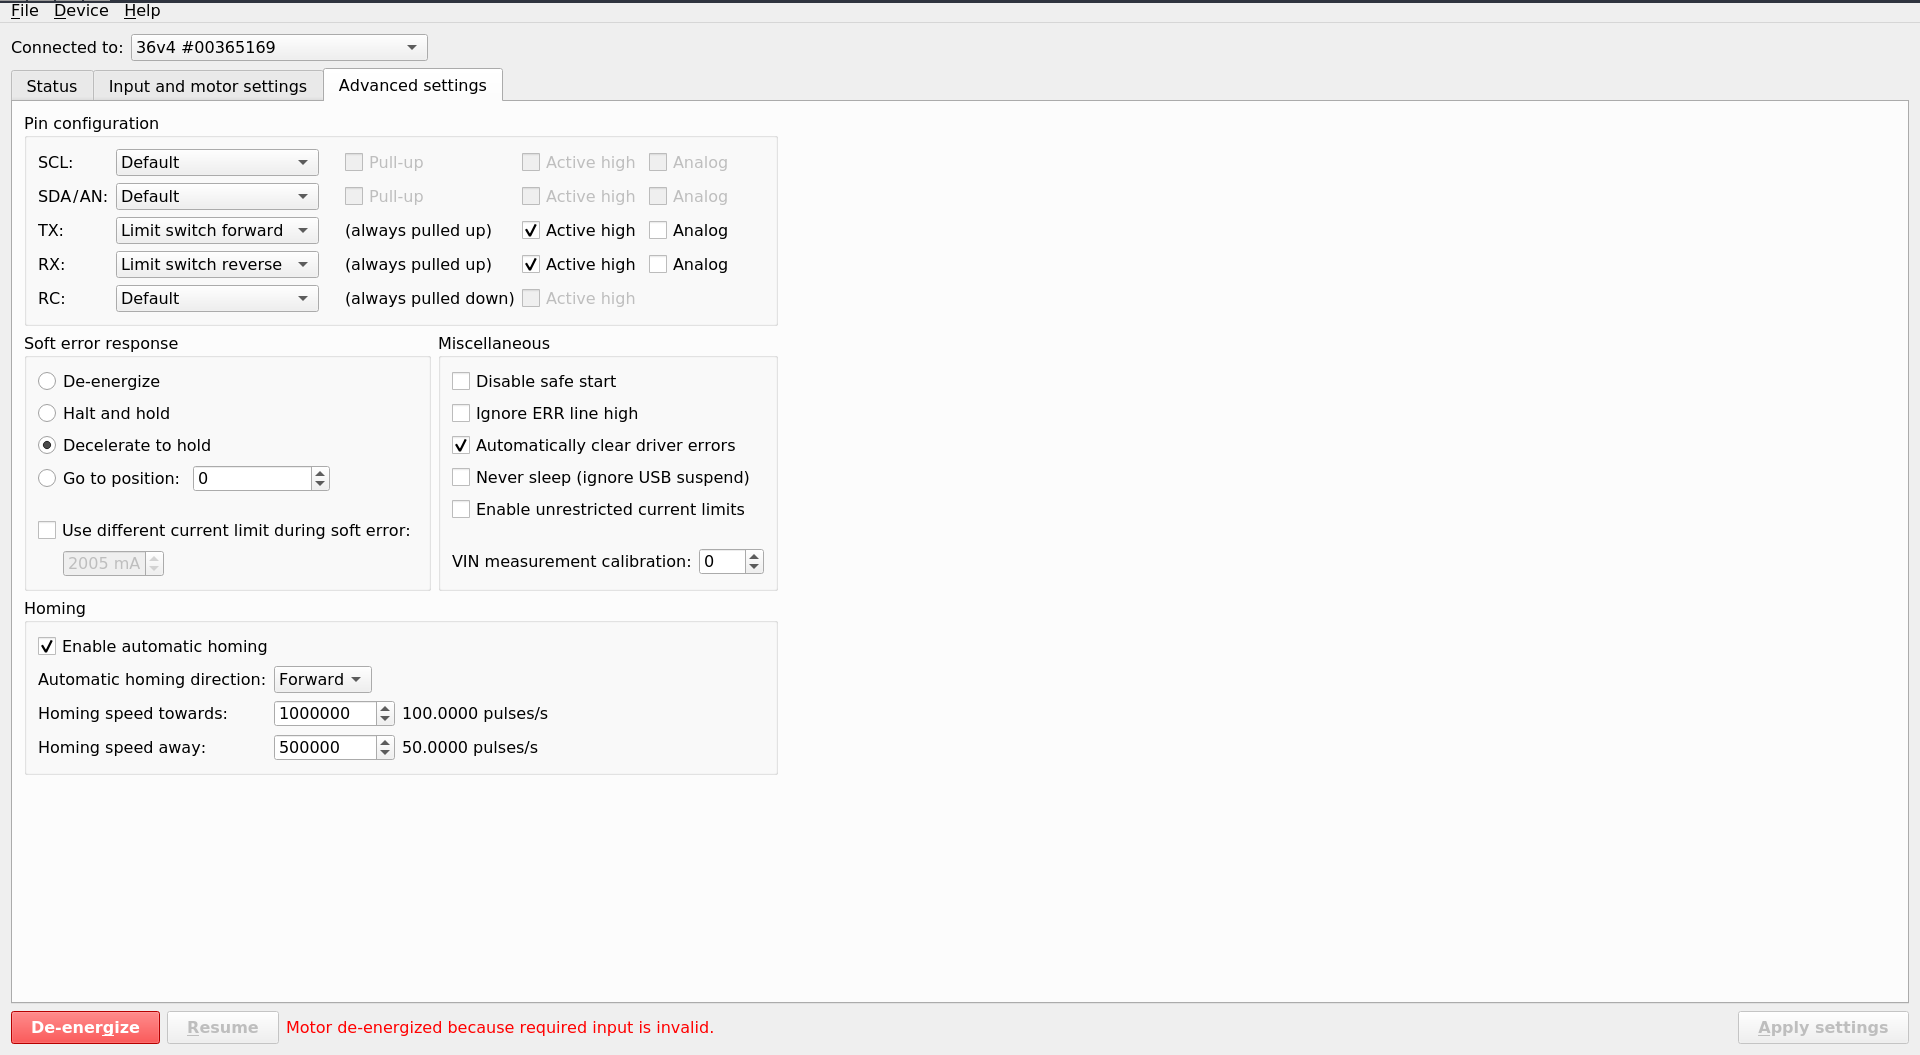 File Device Help
Connected to: 36v4 #00365169
Status Input and motor settings Advanced settings
Pin configuration
SCL: Default Pull-up Active high Analog
SDA/AN: Default Pull-up Active high Analog
TX: Limit switch forward (always pulled up) Active high Analog
RX: Limit switch reverse (always pulled up) Active high Analog
RC: Default (always pulled down) Active high
Soft error response
De-energize
Halt and hold
Decelerate to hold
Go to position: 0
Use different current limit during soft error:
2005 mA
Miscellaneous
Disable safe start
Ignore ERR line high
Automatically clear driver errors
Never sleep (ignore USB suspend)
Enable unrestricted current limits
VIN measurement calibration: 0
Homing
Enable automatic homing
Automatic homing direction: Forward
Homing speed towards: 1000000 100.0000 pulses/s
Homing speed away: 500000 50.0000 pulses/s
De-energize Resume Motor de-energized because required input is invalid. Apply settings